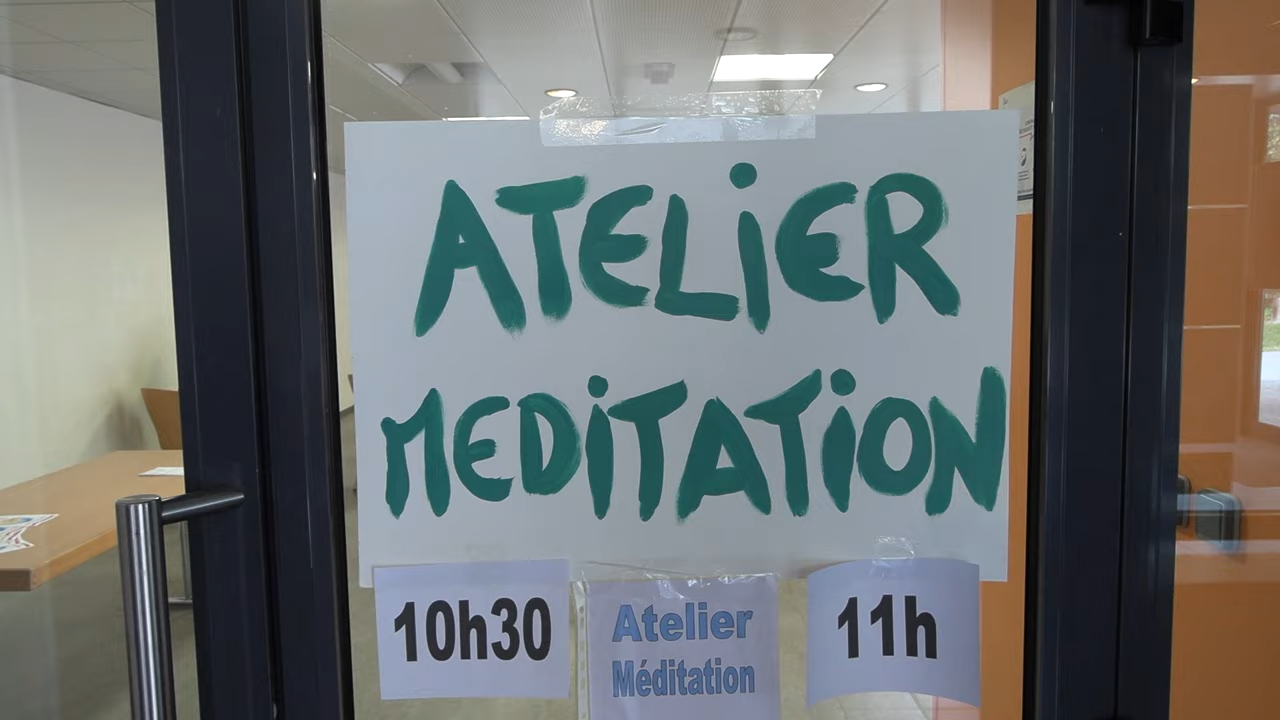 ATELiER
MEDiTATiON
10h30
Atelier
Méditation
11h